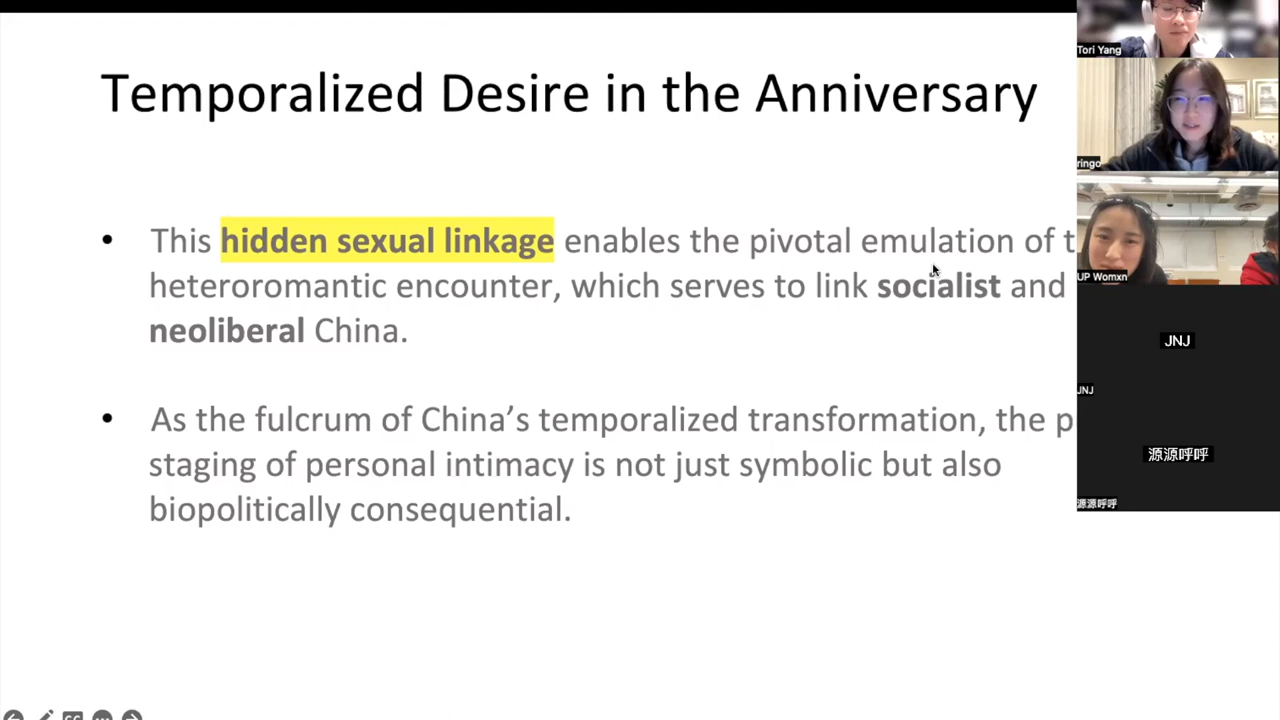 Temporalized Desire in the Anniversary
• This hidden sexual linkage enables the pivotal emulation of
heteroromantic encounter, which serves to link socialist and
neoliberal China.
• As the fulcrum of China’s temporalized transformation, the
staging of personal intimacy is not just symbolic but also
biopolitically consequential.
Tori Yang
ringo
UP Womxn
JNJ
JNJ
源源呼呼
源源呼呼